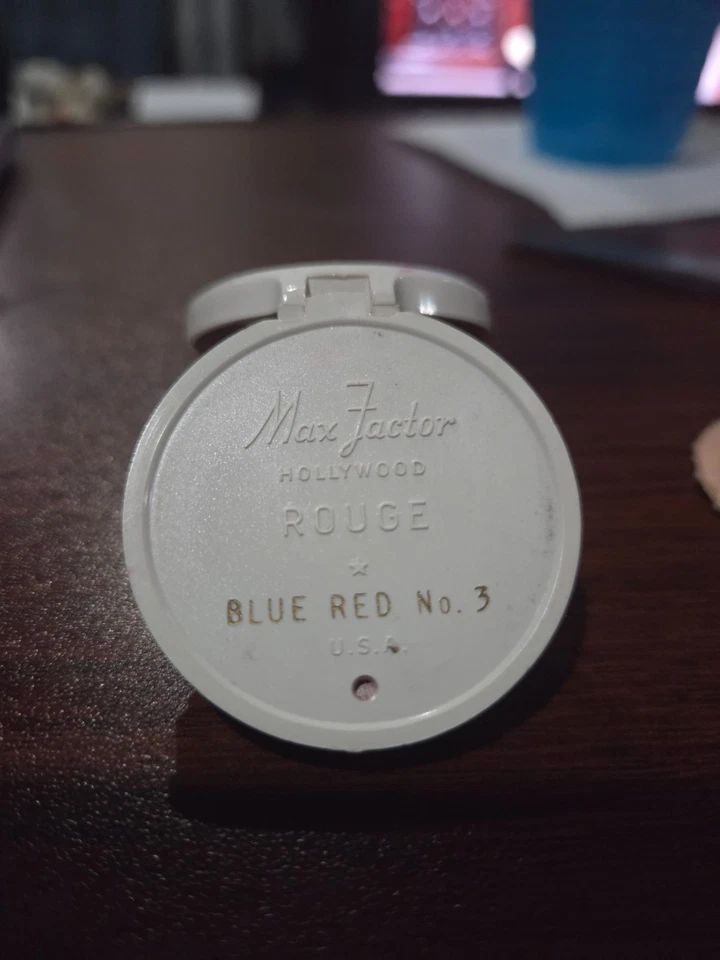 Max Factor
HOLLYWOOD
ROUGE
BLUE RED No. 3
U.S.A.